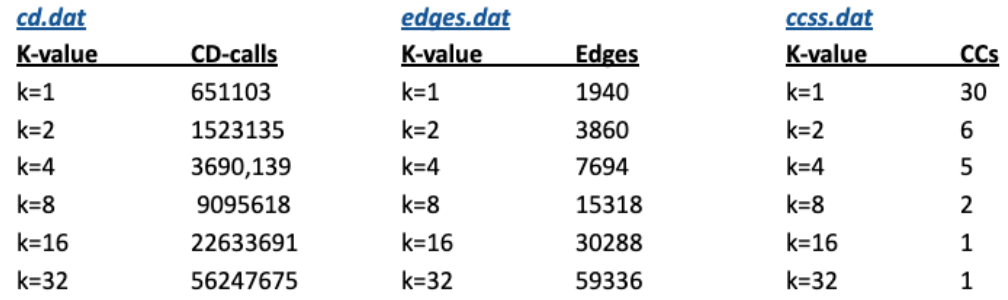 cd.dat edges.dat ccss.dat
K-value CD-calls K-value Edges K-value CCs
k=1 651103 k=1 1940 k=1 30
k=2 1523135 k=2 3860 k=2 6
k=4 3690,139 k=4 7694 k=4 5
k=8 9095618 k=8 15318 k=8 2
k=16 22633691 k=16 30288 k=16 1
k=32 56247675 k=32 59336 k=32 1